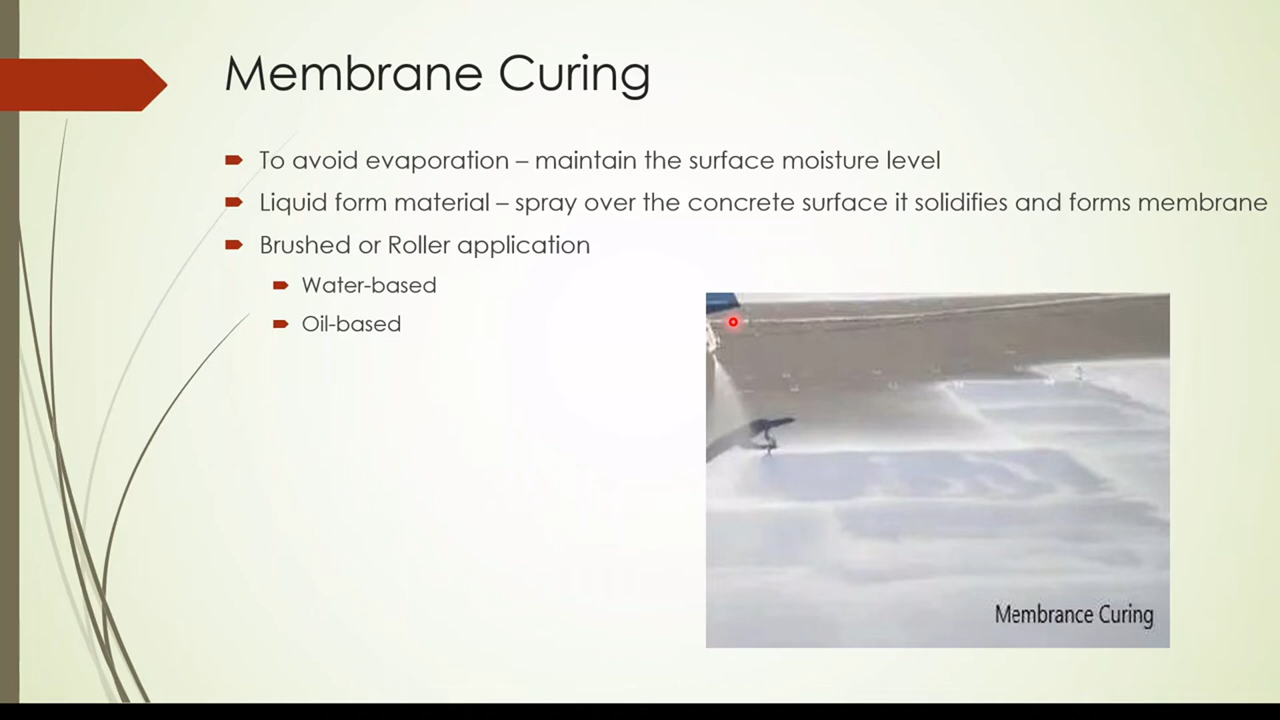 Membrane Curing
To avoid evaporation – maintain the surface moisture level
Liquid form material – spray over the concrete surface it solidifies and forms membrane
Brushed or Roller application
Water-based
Oil-based
Membrance Curing